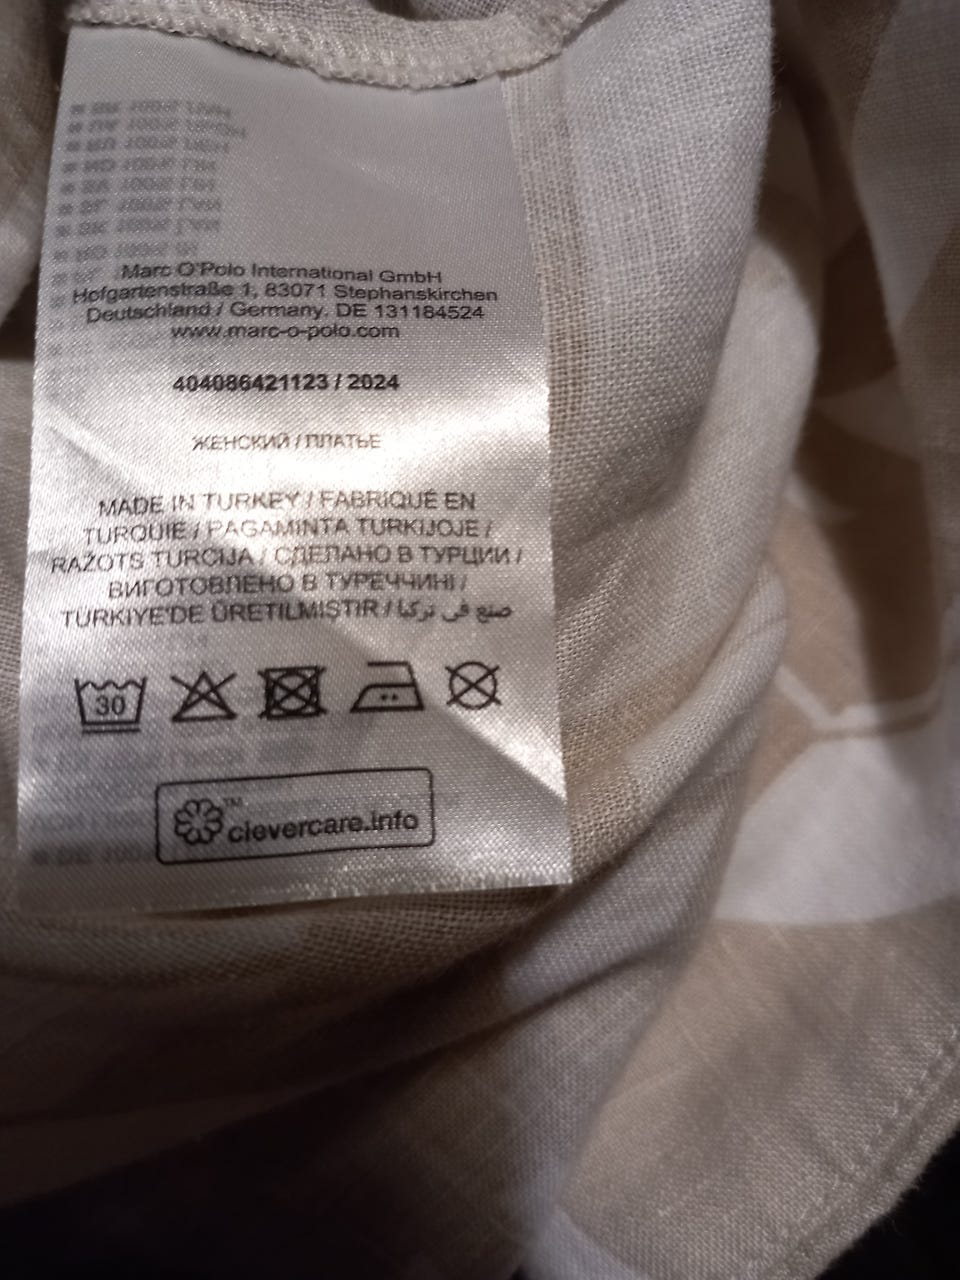 Marc O'Polo International GmbH
Hofgartenstraße 1, 83071 Stephanskirchen
Deutschland / Germany. DE 131184524
www.marc-o-polo.com
404086421123 / 2024
ЖЕНСКИЙ / ПЛАТЬЕ
MADE IN TURKEY / FABRIQUÉ EN
TURQUIE / PAGAMINTA TURKIJOJE /
RAŽOTS TURCIJA / СДЕЛАНО В ТУРЦИИ /
ВИГОТОВЛЕНО В ТУРЕЧЧИНІ /
TÜRKIYE'DE ÜRETILMIŞTIR / صنع في تركيا
30
clevercare.info
TM